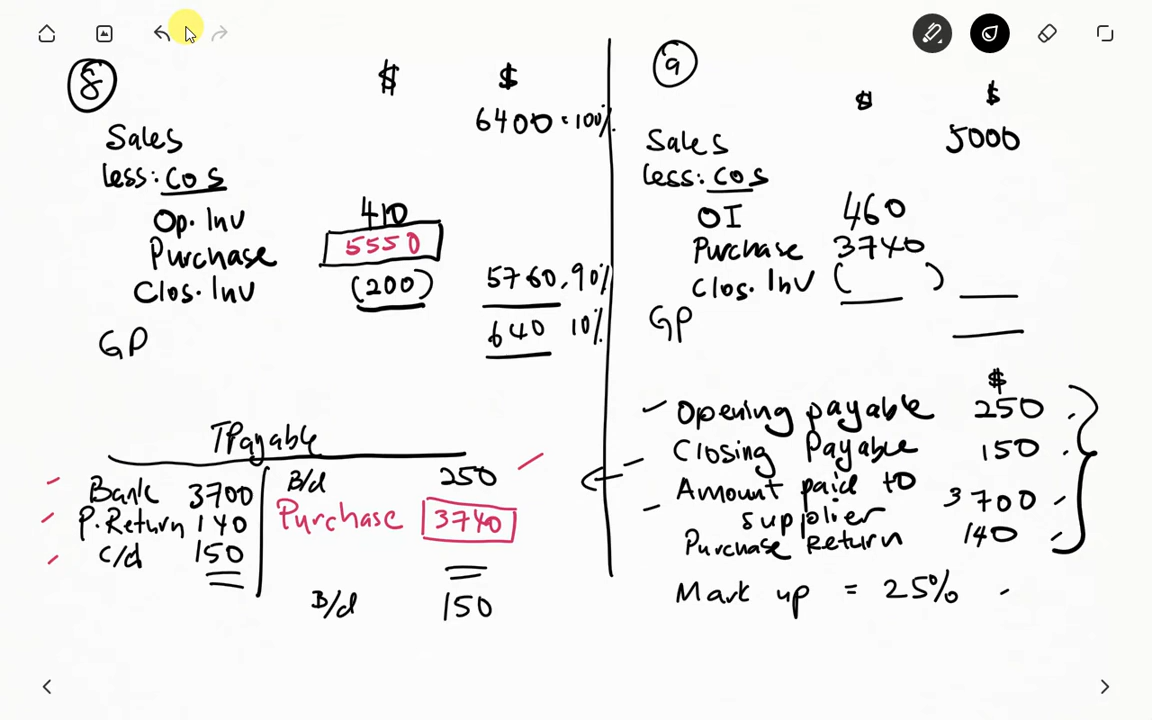 8
$ $
6400 = 100%
Sales
less: COS
Op. Inv 410
Purchase 5550
Clos. Inv (200) 5760, 90%
GP 640 10%
TPayable
Bank 3700 B/d 250
P. Return 140 Purchase 3740
c/d 150
B/d 150
9
$ $
Sales 5000
less: COS
OI 460
Purchase 3740
Clos. Inv ( )
GP
$
Opening payable 250
Closing Payable 150
Amount paid to
supplier 3700
Purchase Return 140
Mark up = 25%